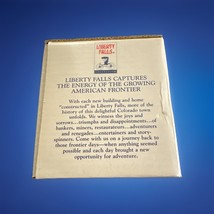 LIBERTY
FALLS
LIBERTY FALLS CAPTURES
THE ENERGY OF THE GROWING
AMERICAN FRONTIER
With each new building and home
"constructed" in Liberty Falls, more of the
history of this delightful Colorado town
unfolds. We witness the joys and
sorrows...triumphs and disappointments...of
bankers, miners, restaurateurs...adventurers
and renegades...entertainers and story-
spinners. Come with us on a journey back to
those frontier days—when anything seemed
possible and each day brought a new
opportunity for adventure.